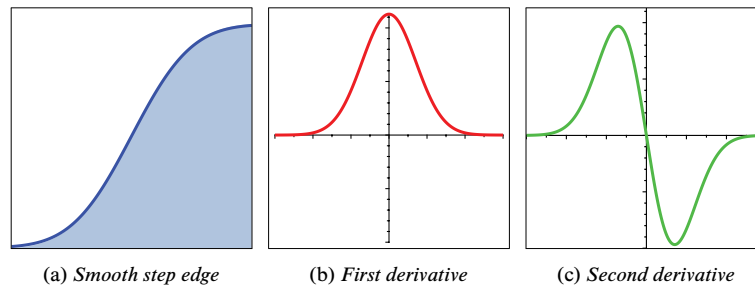 (a) Smooth step edge
(b) First derivative
(c) Second derivative